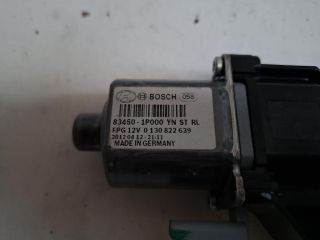 BOSCH 058
83450-1P000 YN ST RL
FPG 12V 0 130 822 639
2012 04 12 - 21:11
MADE IN GERMANY